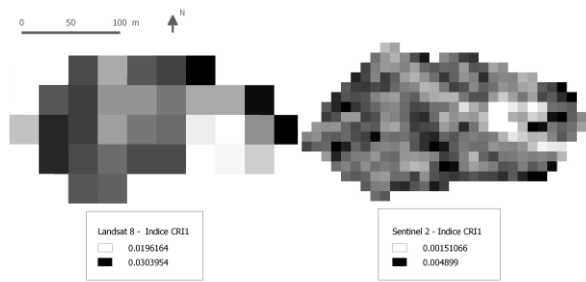 0 50 100 m N
Landsat 8 - Indice CRI1
0.0196164
0.0303954
Sentinel 2 - Indice CRI1
0.00151066
0.004899